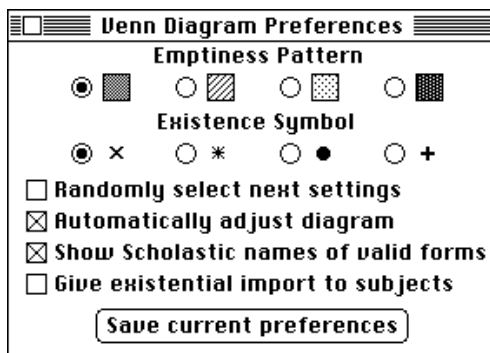 Venn Diagram Preferences
Emptiness Pattern
Existence Symbol
Randomly select next settings
Automatically adjust diagram
Show Scholastic names of valid forms
Give existential import to subjects
Save current preferences